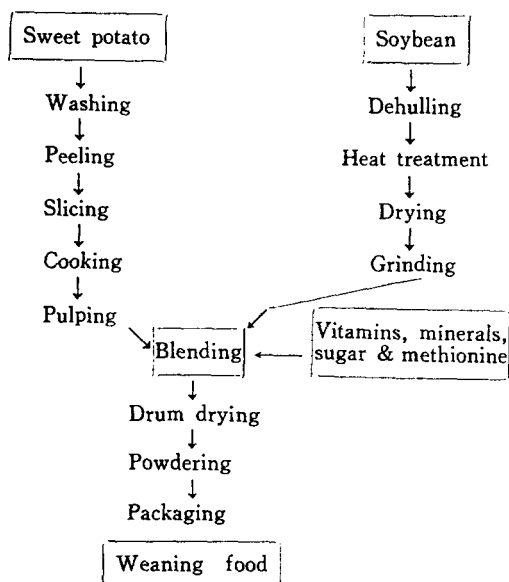 Sweet potato
Washing
Peeling
Slicing
Cooking
Pulping
Soybean
Dehulling
Heat treatment
Drying
Grinding
Vitamins, minerals,
sugar & methionine
Blending
Drum drying
Powdering
Packaging
Weaning food